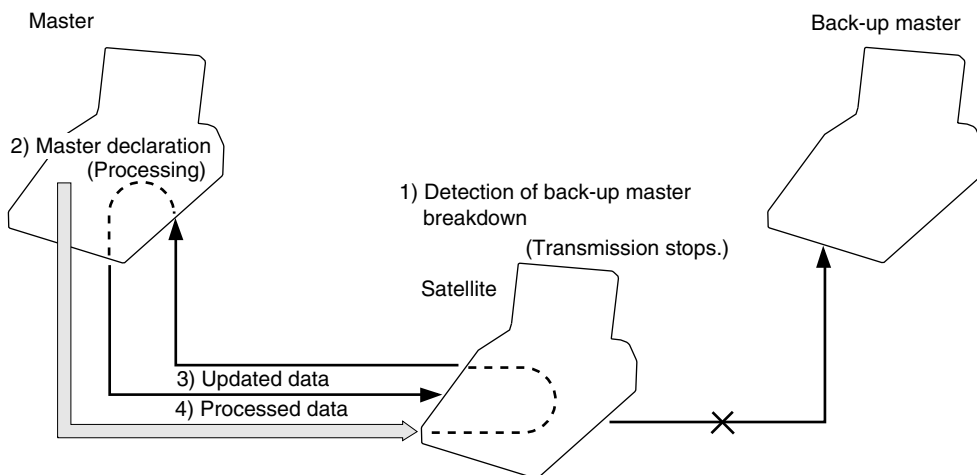 Master
Back-up master
2) Master declaration
(Processing)
1) Detection of back-up master
breakdown
(Transmission stops.)
Satellite
3) Updated data
4) Processed data